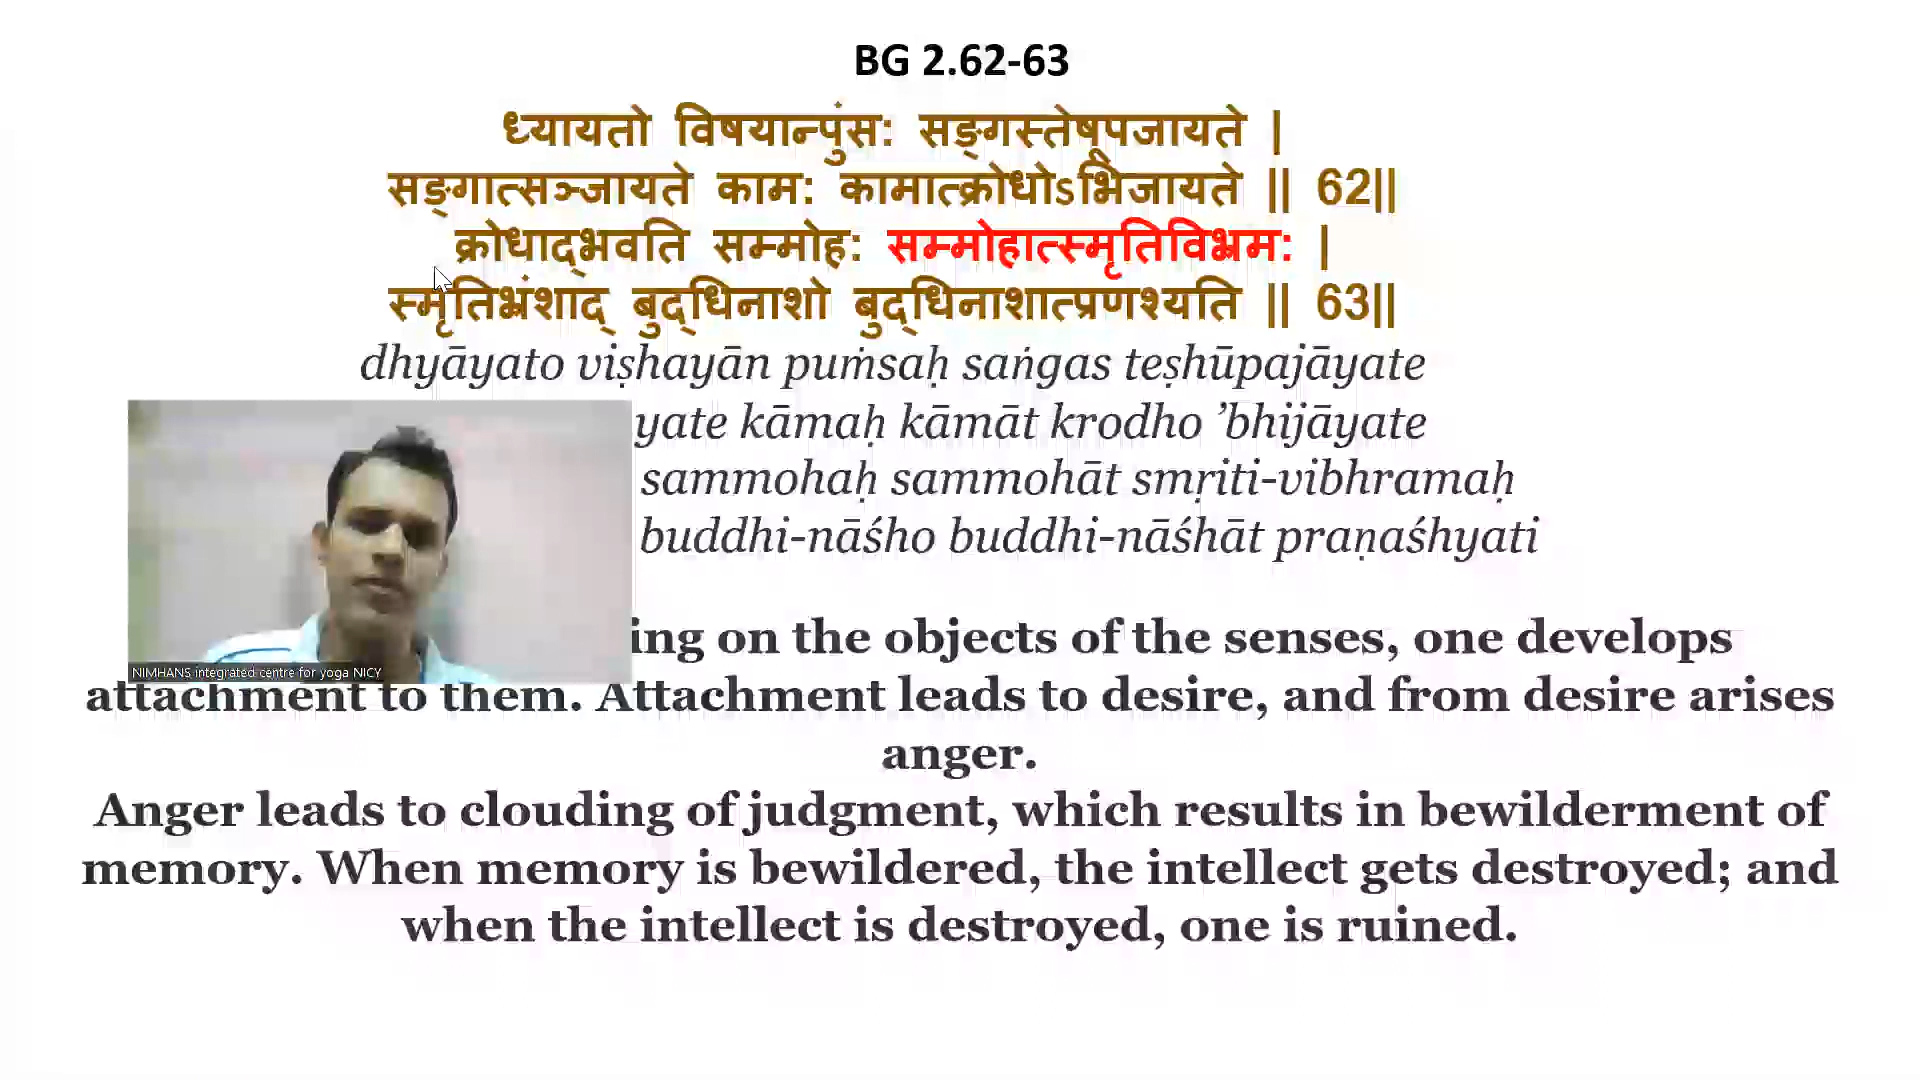 BG 2.62-63
ध्यायतो विषयान्पुंस: सङ्गस्तेषूपजायते |
सङ्गात्सञ्जायते काम: कामात्क्रोधोऽभिजायते || 62||
क्रोधाद्भवति सम्मोह: सम्मोहात्स्मृतिविभ्रम: |
स्मृतिभ्रंशाद् बुद्धिनाशो बुद्धिनाशात्प्रणश्यति || 63||
dhyāyato viṣhayān puṁsaḥ saṅgas teṣhūpajāyate
yate kāmaḥ kāmāt krodho ’bhijāyate
sammohaḥ sammohāt smṛiti-vibhramaḥ
buddhi-nāśho buddhi-nāśhāt praṇaśhyati
ing on the objects of the senses, one develops
NIMHANS integrated centre for yoga NICY
attachment to them. Attachment leads to desire, and from desire arises
anger.
Anger leads to clouding of judgment, which results in bewilderment of
memory. When memory is bewildered, the intellect gets destroyed; and
when the intellect is destroyed, one is ruined.